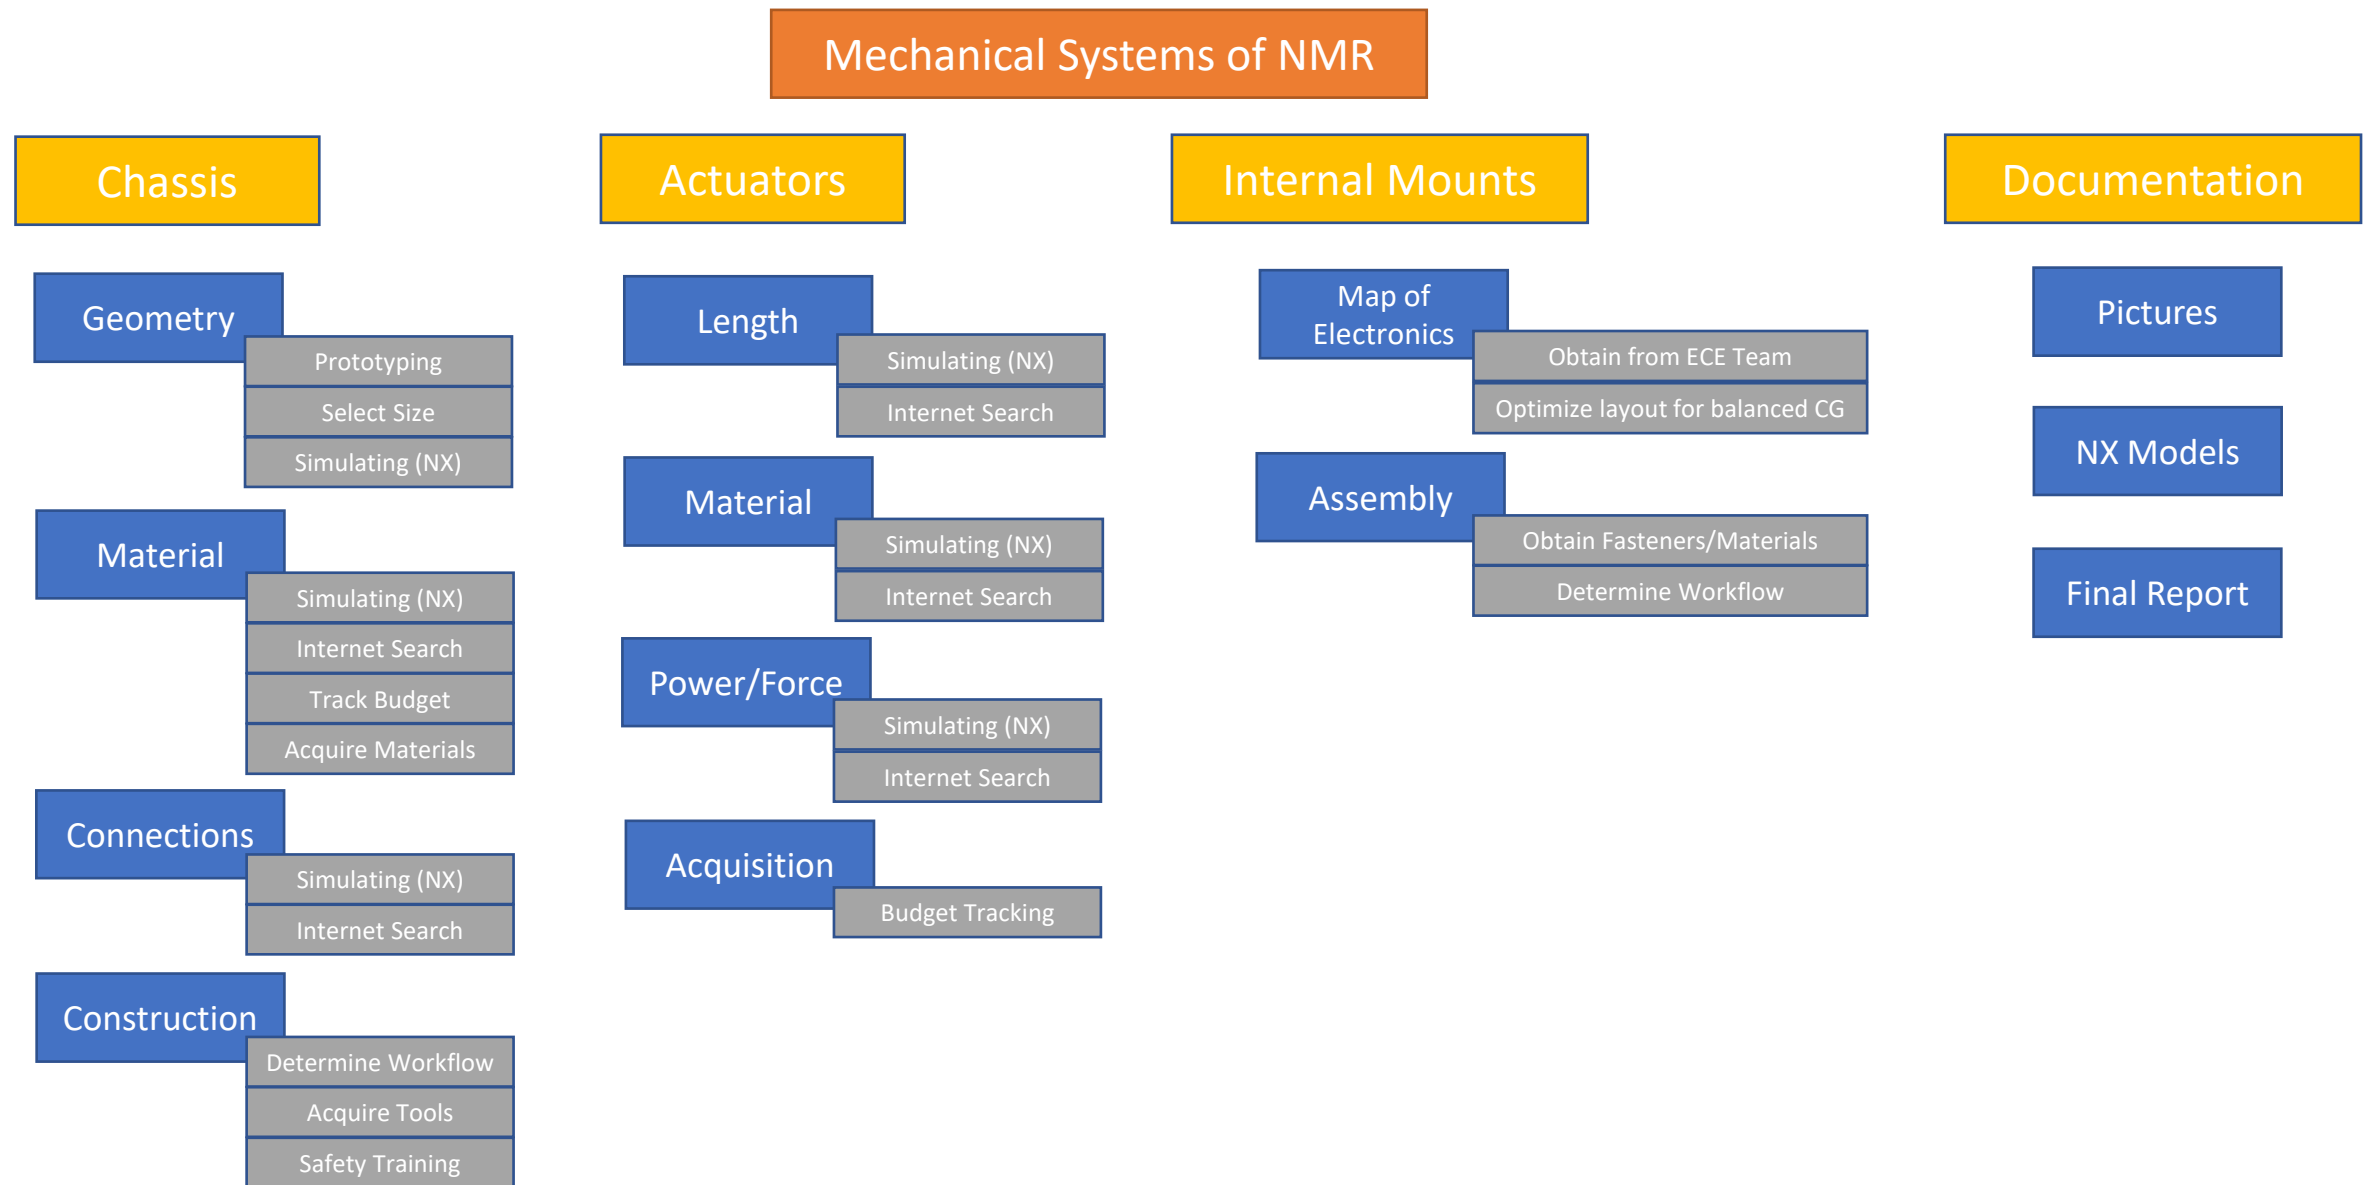 Mechanical Systems of NMR
Chassis
Geometry
Prototyping
Select Size
Simulating (NX)
Material
Simulating (NX)
Internet Search
Track Budget
Acquire Materials
Connections
Simulating (NX)
Internet Search
Construction
Determine Workflow
Acquire Tools
Safety Training
Actuators
Length
Simulating (NX)
Internet Search
Material
Simulating (NX)
Internet Search
Power/Force
Simulating (NX)
Internet Search
Acquisition
Budget Tracking
Internal Mounts
Map of
Electronics
Obtain from ECE Team
Optimize layout for balanced CG
Assembly
Obtain Fasteners/Materials
Determine Workflow
Documentation
Pictures
NX Models
Final Report